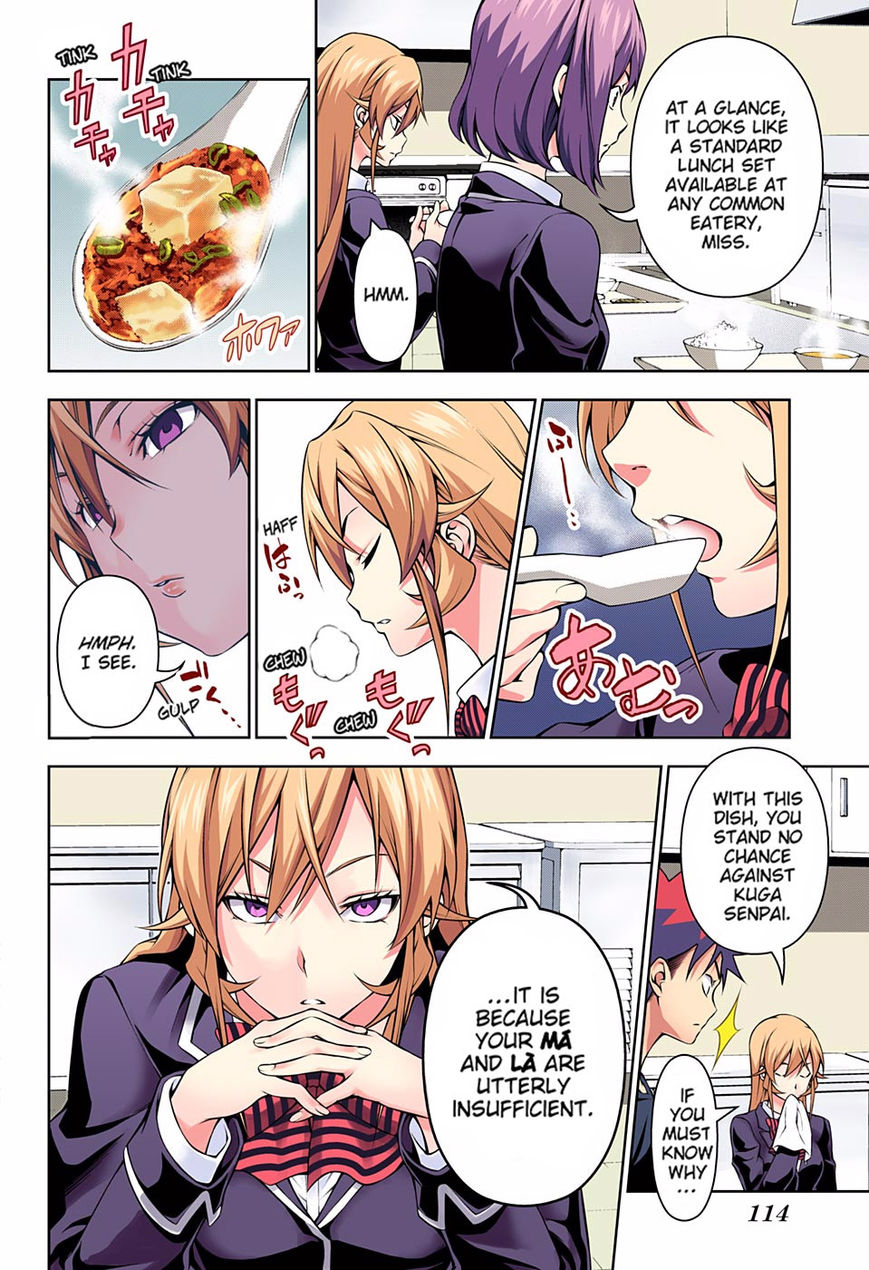 AT A GLANCE,
IT LOOKS LIKE
A STANDARD
LUNCH SET
AVAILABLE AT
ANY COMMON
EATERY,
MISS.
HMM.
カチャ
TINK
カチャ
TINK
ホワァ
ふーっ…
あむっ
HAFF
はふっ
CHEW
もぐっ
CHEW
もぐっ
HMPH.
I SEE.
GULP
ゴク
WITH THIS
DISH, YOU
STAND NO
CHANCE
AGAINST
KUGA
SENPAI.
IF
YOU
MUST
KNOW
WHY
...
...IT IS
BECAUSE
YOUR MÁ
AND LÀ ARE
UTTERLY
INSUFFICIENT.
114